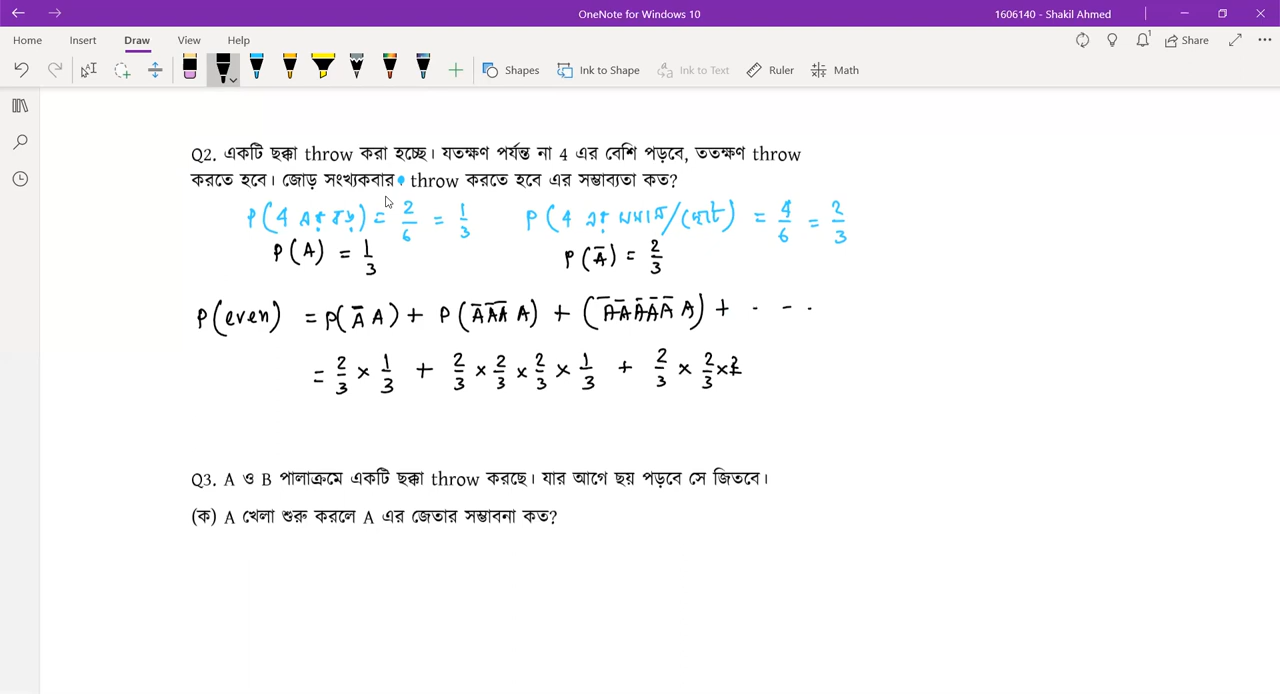 OneNote for Windows 10
1606140 - Shakil Ahmed
Home Insert Draw View Help
Share
Shapes Ink to Shape Ink to Text Ruler Math
Q2. একটি ছক্কা throw করা হচ্ছে। যতক্ষণ পর্যন্ত না 4 এর বেশি পড়বে, ততক্ষণ throw
করতে হবে। জোড় সংখ্যকবার throw করতে হবে এর সম্ভাব্যতা কত?
P(4 এর বড়) = 2/6 = 1/3 P(4 এর সমান/ছোট) = 4/6 = 2/3
P(A) = 1/3 P(Ā) = 2/3
P(even) = P(Ā A) + P(Ā Ā Ā A) + (Ā Ā Ā Ā Ā A) + . - - .
= 2/3 × 1/3 + 2/3 × 2/3 × 2/3 × 1/3 + 2/3 × 2/3 × 2
Q3. A ও B পালাক্রমে একটি ছক্কা throw করছে। যার আগে ছয় পড়বে সে জিতবে।
(ক) A খেলা শুরু করলে A এর জেতার সম্ভাবনা কত?